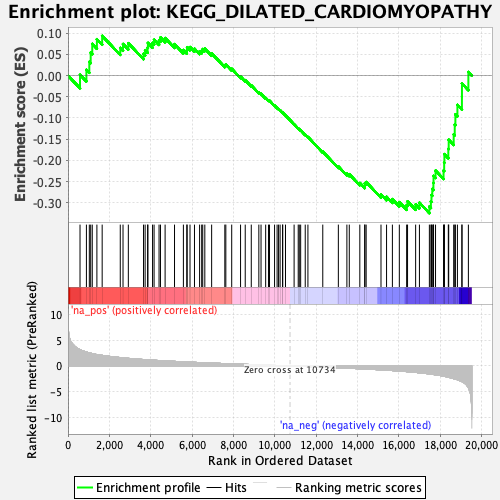 Enrichment plot: KEGG_DILATED_CARDIOMYOPATHY
Enrichment score (ES)
0.10
0.05
0.00
-0.05
-0.10
-0.15
-0.20
-0.25
-0.30
'na_pos' (positively correlated)
Ranked list metric (PreRanked)
10
5
0
-5
-10
Zero cross at 10734
'na_neg' (negatively correlated)
0 2,000 4,000 6,000 8,000 10,000 12,000 14,000 16,000 18,000 20,000
Rank in Ordered Dataset
Enrichment profile Hits Ranking metric scores